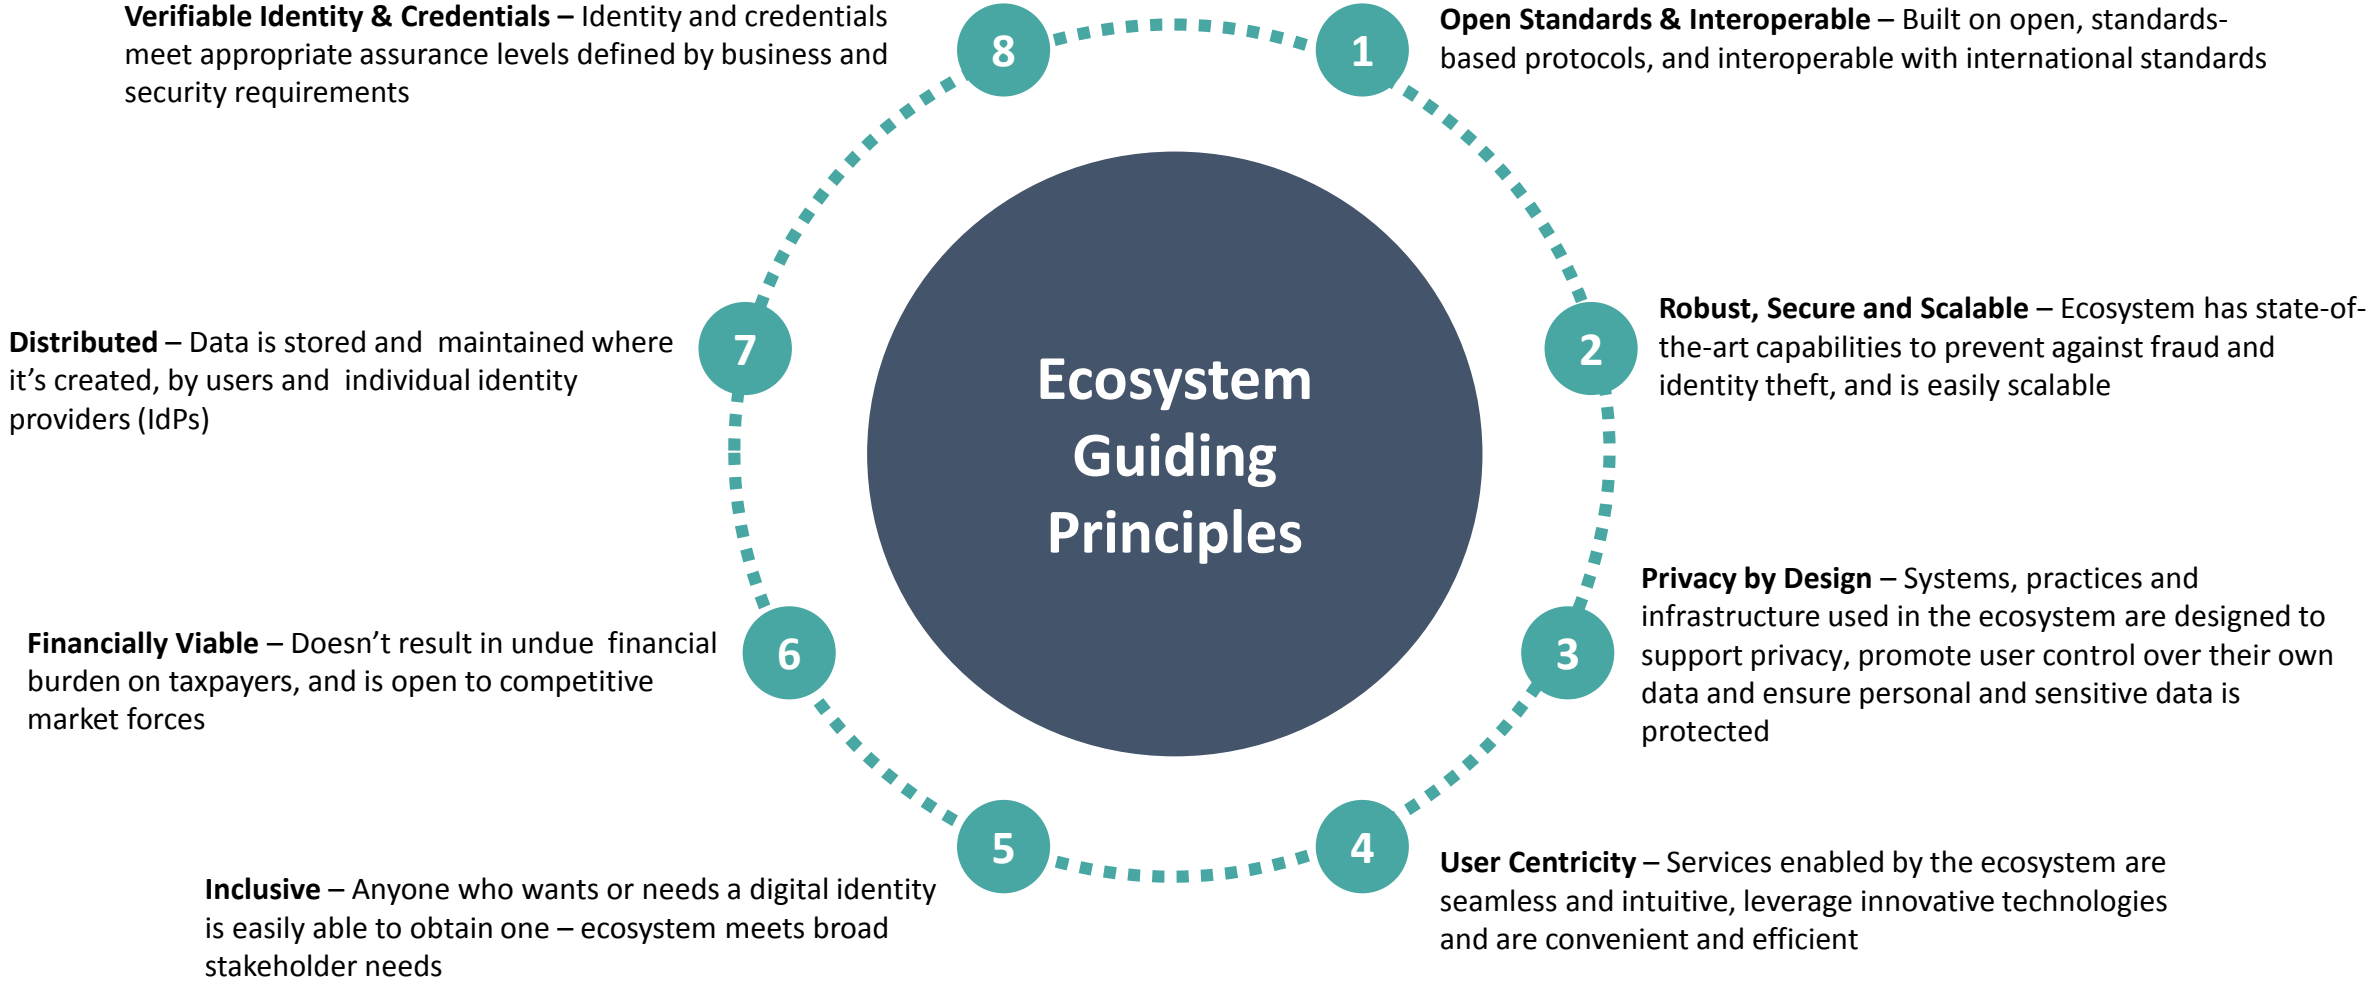 Verifiable Identity & Credentials – Identity and credentials
meet appropriate assurance levels defined by business and
security requirements
8
1
Open Standards & Interoperable – Built on open, standards-
based protocols, and interoperable with international standards
Distributed – Data is stored and maintained where
it’s created, by users and individual identity
providers (IdPs)
7
2
Robust, Secure and Scalable – Ecosystem has state-of-
the-art capabilities to prevent against fraud and
identity theft, and is easily scalable
Ecosystem
Guiding
Principles
Financially Viable – Doesn’t result in undue financial
burden on taxpayers, and is open to competitive
market forces
6
3
Privacy by Design – Systems, practices and
infrastructure used in the ecosystem are designed to
support privacy, promote user control over their own
data and ensure personal and sensitive data is
protected
Inclusive – Anyone who wants or needs a digital identity
is easily able to obtain one – ecosystem meets broad
stakeholder needs
5
4
User Centricity – Services enabled by the ecosystem are
seamless and intuitive, leverage innovative technologies
and are convenient and efficient